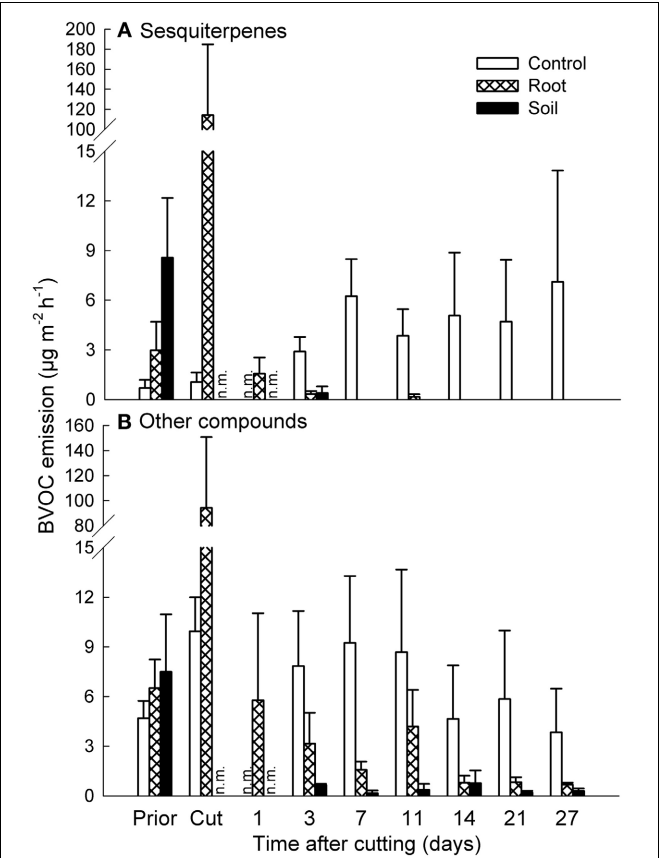 A Sesquiterpenes
200
180
160
140
120
100
15
12
9
6
3
0
Control
Root
Soil
n.m.
n.m.
n.m.
BVOC emission (µg m⁻² h⁻¹)
B Other compounds
160
140
120
100
80
15
12
9
6
3
0
n.m.
n.m.
n.m.
Prior Cut 1 3 7 11 14 21 27
Time after cutting (days)